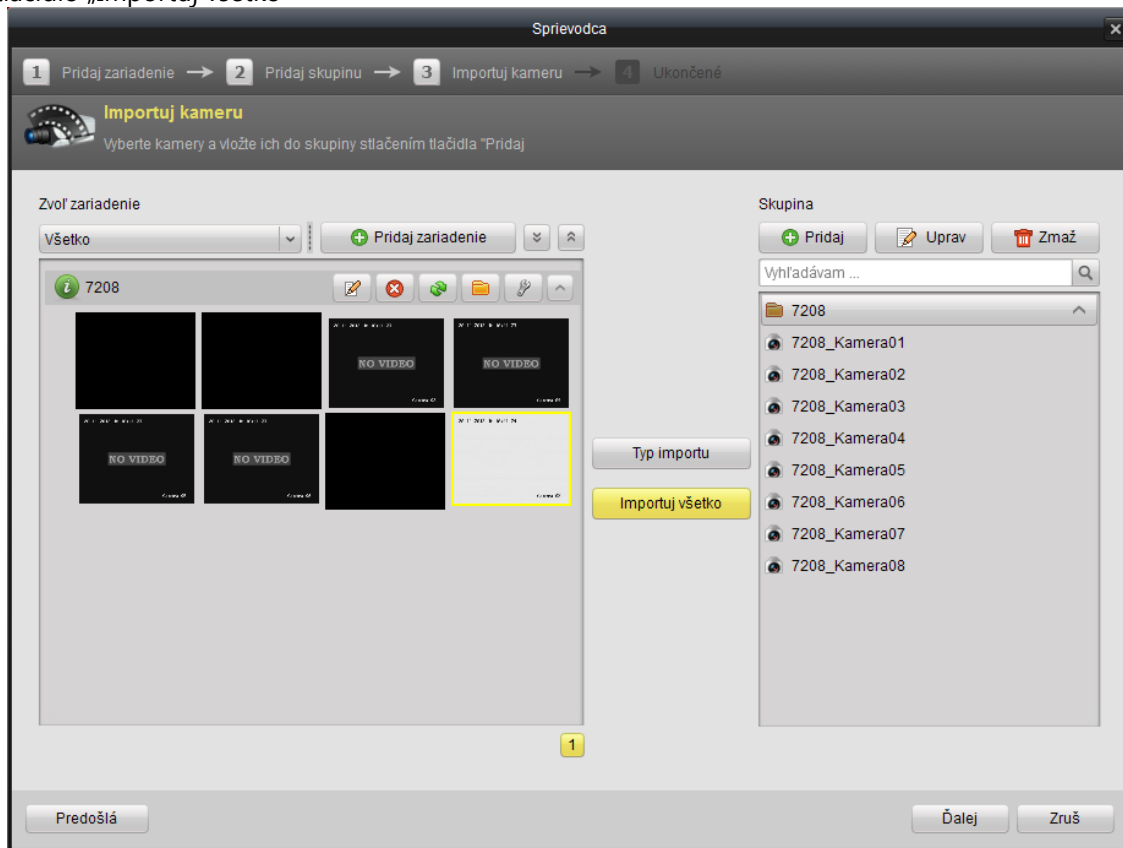 „Importuj všetko“
Sprievodca
1 Pridaj zariadenie → 2 Pridaj skupinu → 3 Importuj kameru → 4 Ukončené
Importuj kameru
Vyberte kamery a vložte ich do skupiny stlačením tlačidla "Pridaj
Zvoľ zariadenie
Všetko
Pridaj zariadenie
7208
NO VIDEO
NO VIDEO
NO VIDEO
NO VIDEO
1
Typ importu
Importuj všetko
Skupina
Pridaj
Uprav
Zmaž
Vyhľadávam ...
7208
7208_Kamera01
7208_Kamera02
7208_Kamera03
7208_Kamera04
7208_Kamera05
7208_Kamera06
7208_Kamera07
7208_Kamera08
Predošlá
Ďalej
Zruš